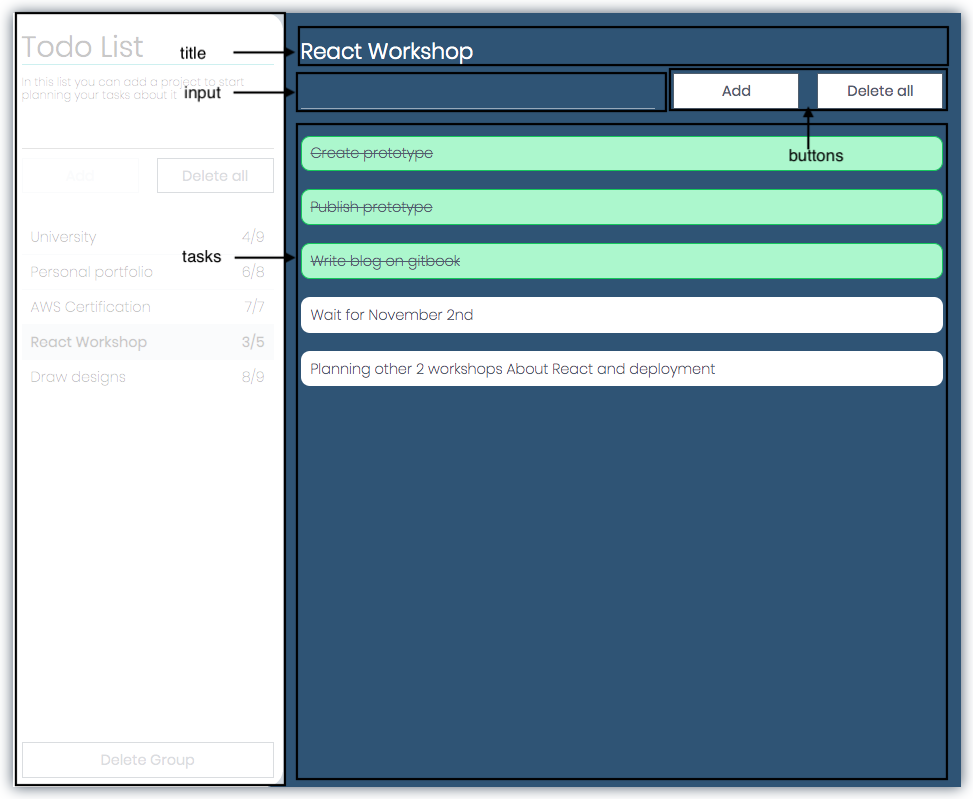 Todo List
In this list you can add a project to start
planning your tasks about it
Add
Delete all
University 4/9
Personal portfolio 6/8
AWS Certification 7/7
React Workshop 3/5
Draw designs 8/9
Delete Group
title
input
tasks
React Workshop
Add
Delete all
buttons
Create prototype
Publish prototype
Write blog on gitbook
Wait for November 2nd
Planning other 2 workshops About React and deployment